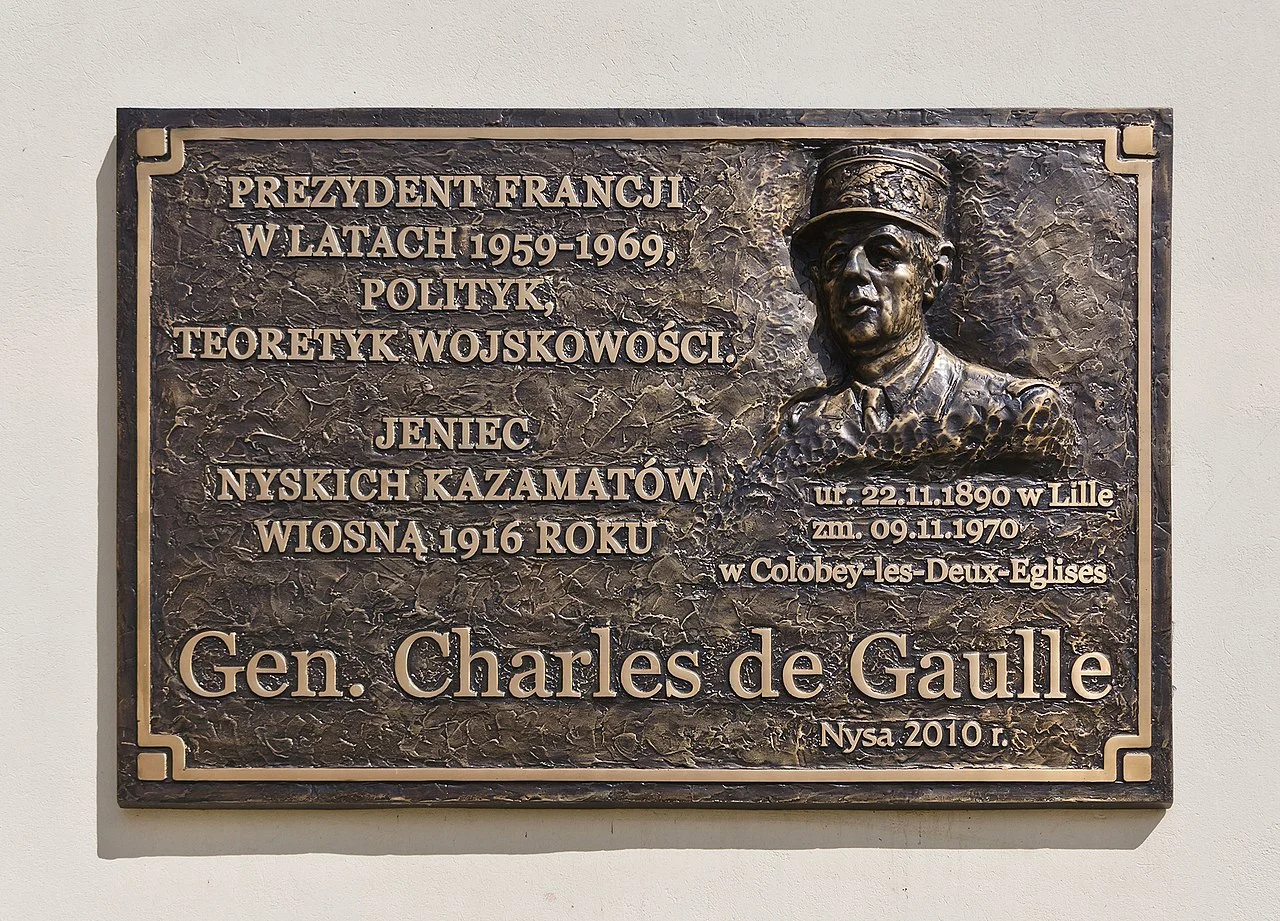 PREZYDENT FRANCJI
W LATACH 1959-1969,
POLITYK,
TEORETYK WOJSKOWOŚCI.
JENIEC
NYSKICH KAZAMATÓW
WIOSNĄ 1916 ROKU
ur. 22.11.1890 w Lille
zm. 09.11.1970
w Colobey-les-Deux-Eglises
Gen. Charles de Gaulle
Nysa 2010 r.